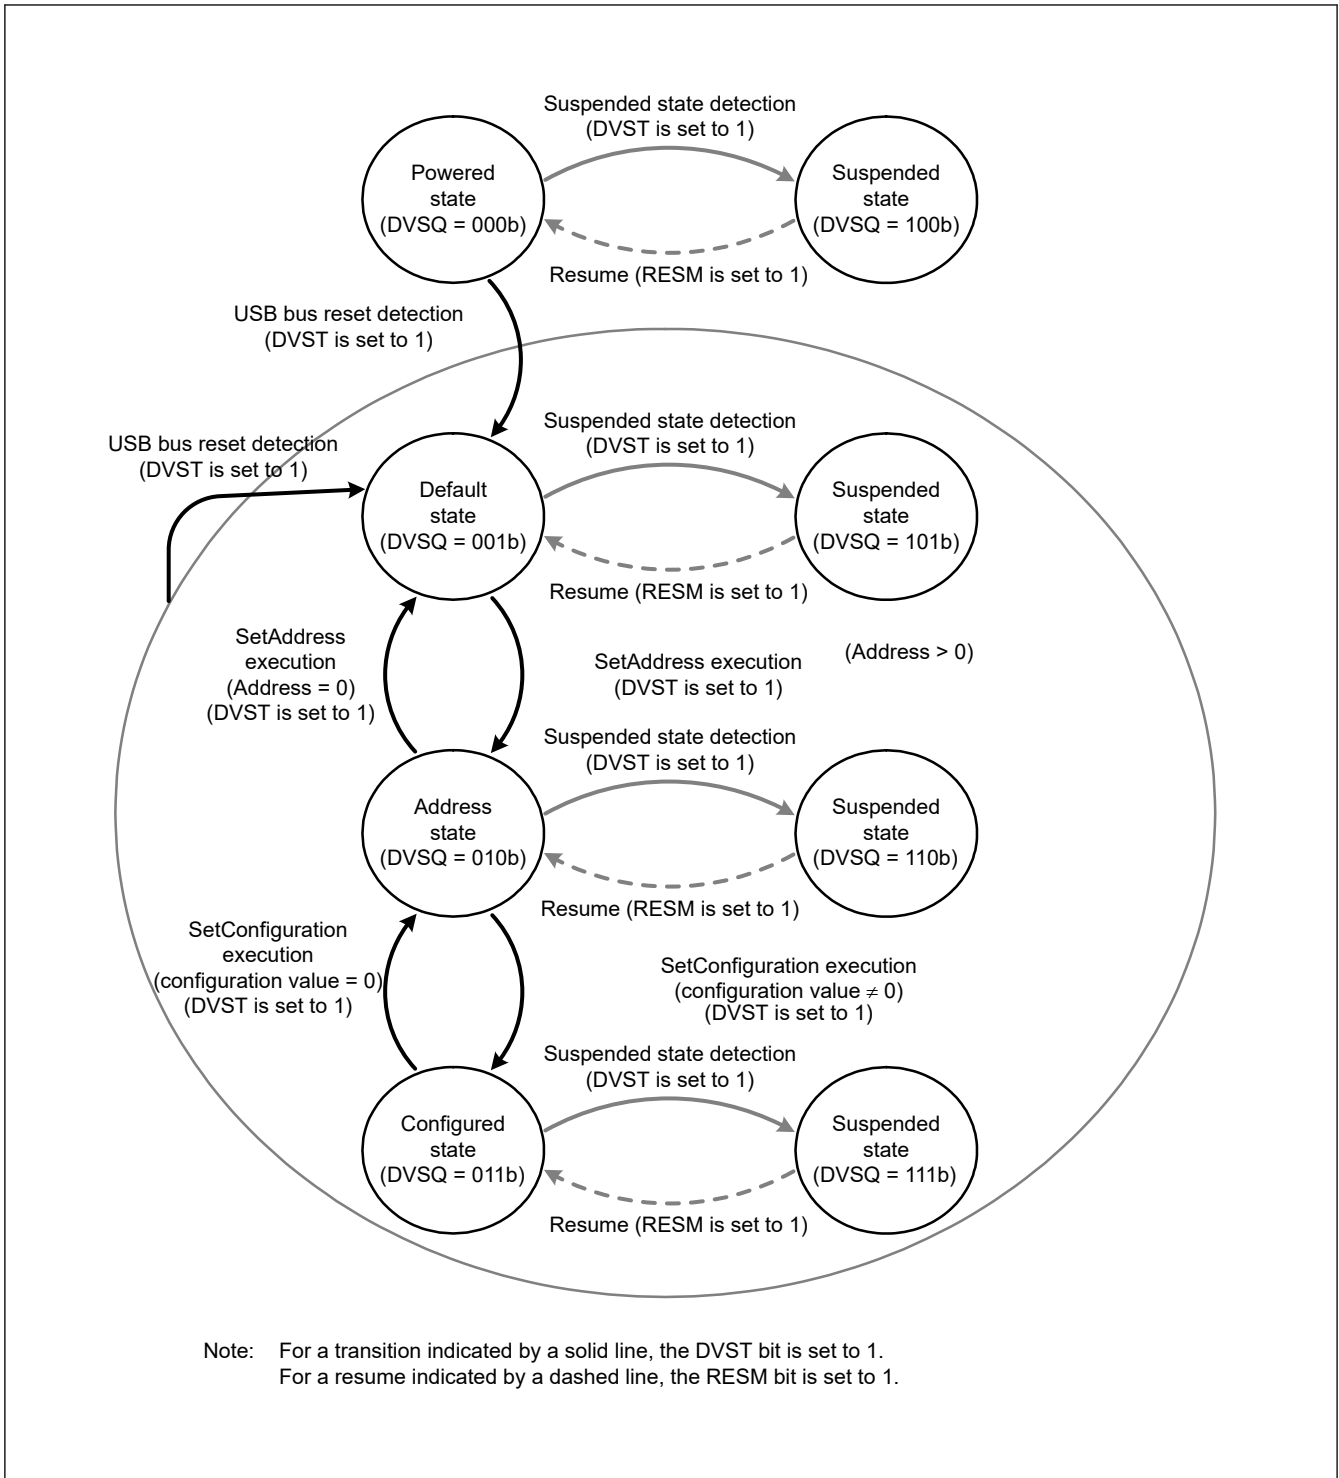 Suspended state detection
(DVST is set to 1)
Powered
state
(DVSQ = 000b)
Suspended
state
(DVSQ = 100b)
Resume (RESM is set to 1)
USB bus reset detection
(DVST is set to 1)
USB bus reset detection
(DVST is set to 1)
Suspended state detection
(DVST is set to 1)
Default
state
(DVSQ = 001b)
Suspended
state
(DVSQ = 101b)
Resume (RESM is set to 1)
SetAddress
execution
(Address = 0)
(DVST is set to 1)
SetAddress execution
(DVST is set to 1)
(Address > 0)
Suspended state detection
(DVST is set to 1)
Address
state
(DVSQ = 010b)
Suspended
state
(DVSQ = 110b)
Resume (RESM is set to 1)
SetConfiguration
execution
(configuration value = 0)
(DVST is set to 1)
SetConfiguration execution
(configuration value ≠ 0)
(DVST is set to 1)
Suspended state detection
(DVST is set to 1)
Configured
state
(DVSQ = 011b)
Suspended
state
(DVSQ = 111b)
Resume (RESM is set to 1)
Note: For a transition indicated by a solid line, the DVST bit is set to 1.
For a resume indicated by a dashed line, the RESM bit is set to 1.